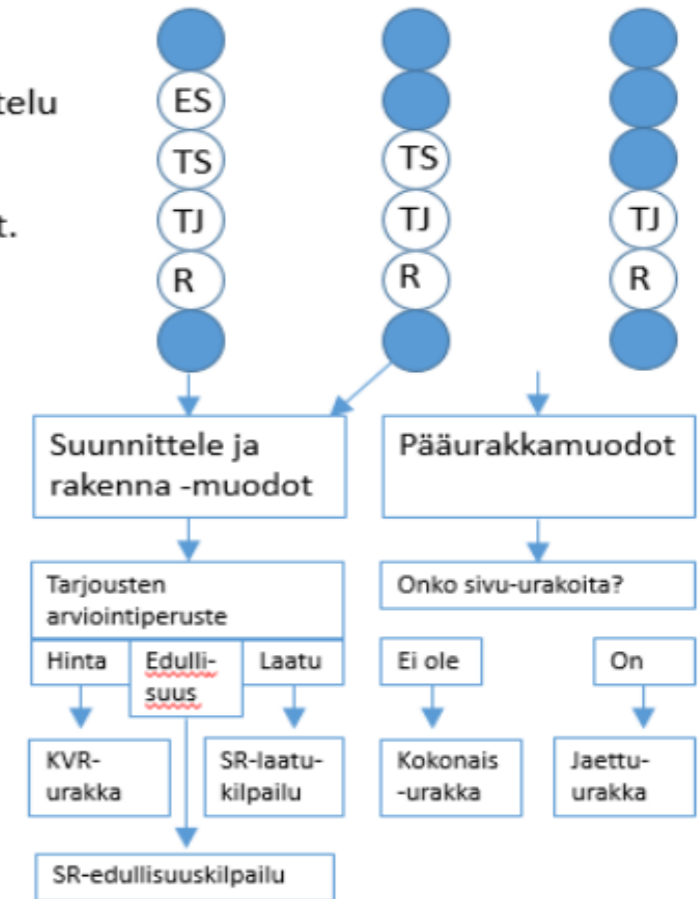 ES
telu
TS
TS
TJ
TJ
TJ
t.
R
R
R
Suunnittele ja
rakenna -muodot
Pääurakkamuodot
Tarjousten
arviointiperuste
Onko sivu-urakoita?
Hinta
Edulli-
suus
Laatu
Ei ole
On
KVR-
urakka
SR-laatu-
kilpailu
Kokonais
-urakka
Jaettu-
urakka
SR-edullisuuskilpailu